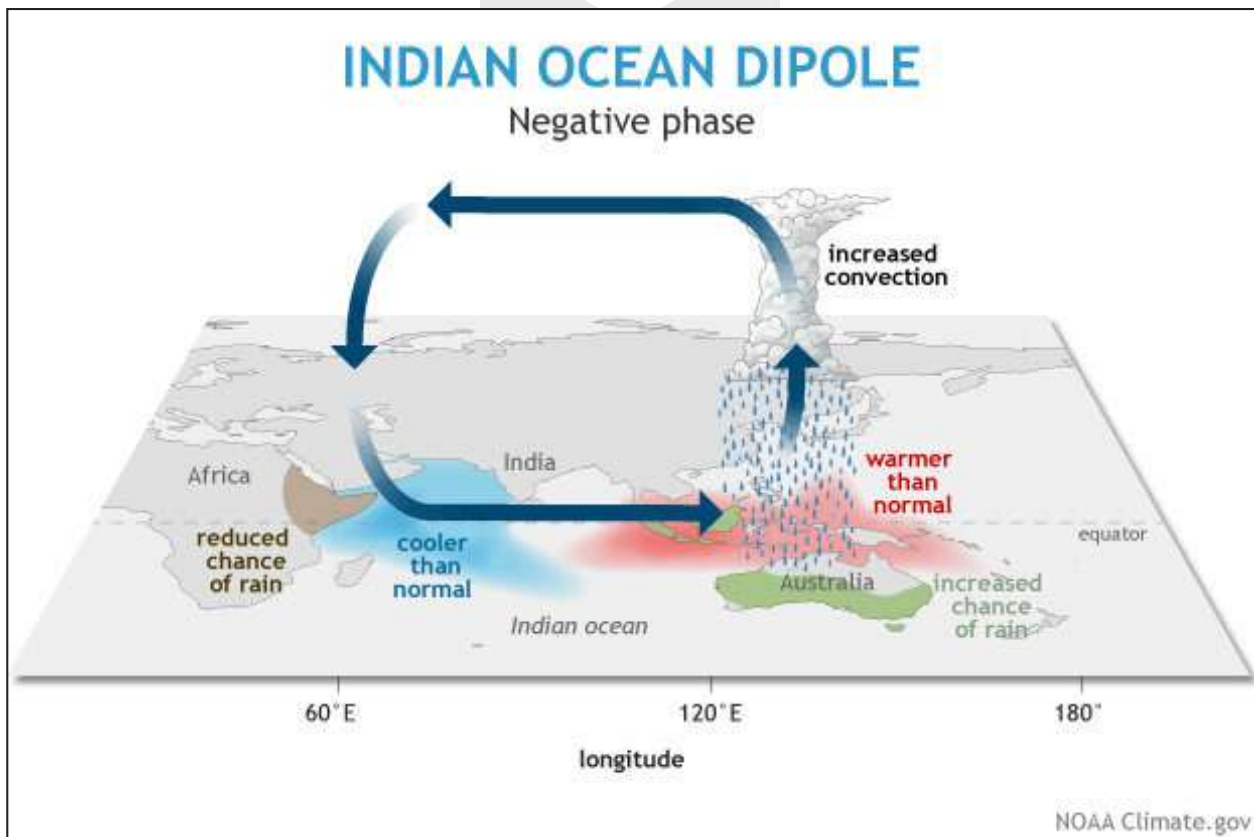 INDIAN OCEAN DIPOLE
Negative phase
increased
convection
Africa
India
warmer
than
normal
reduced
chance
of rain
cooler
than
normal
equator
Australia
increased
chance
of rain
Indian ocean
60°E
120°E
180°
longitude
NOAA Climate.gov